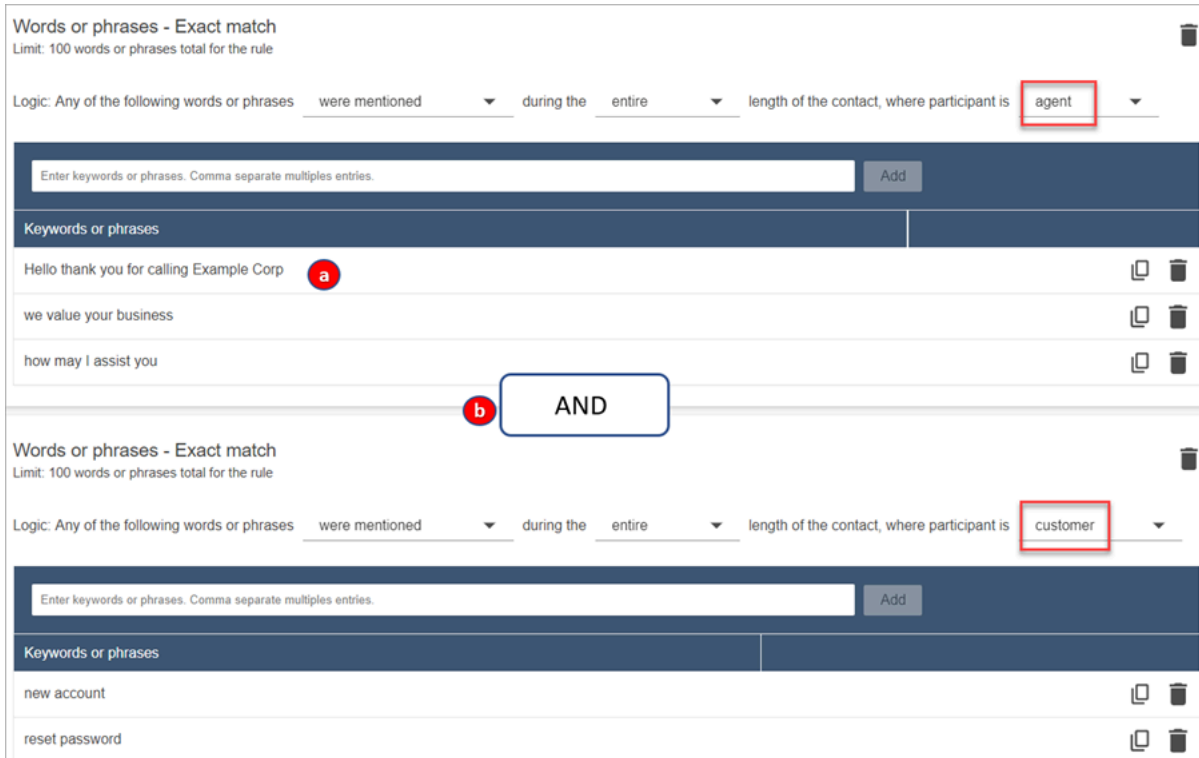 Words or phrases - Exact match
Limit: 100 words or phrases total for the rule
Logic: Any of the following words or phrases were mentioned during the entire length of the contact, where participant is agent
Enter keywords or phrases. Comma separate multiples entries. Add
Keywords or phrases
Hello thank you for calling Example Corp a
we value your business
how may I assist you
b AND
Words or phrases - Exact match
Limit: 100 words or phrases total for the rule
Logic: Any of the following words or phrases were mentioned during the entire length of the contact, where participant is customer
Enter keywords or phrases. Comma separate multiples entries. Add
Keywords or phrases
new account
reset password